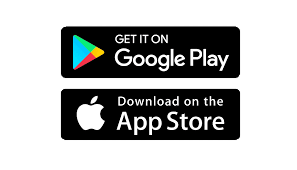 GET IT ON
Google Play
Download on the
App Store